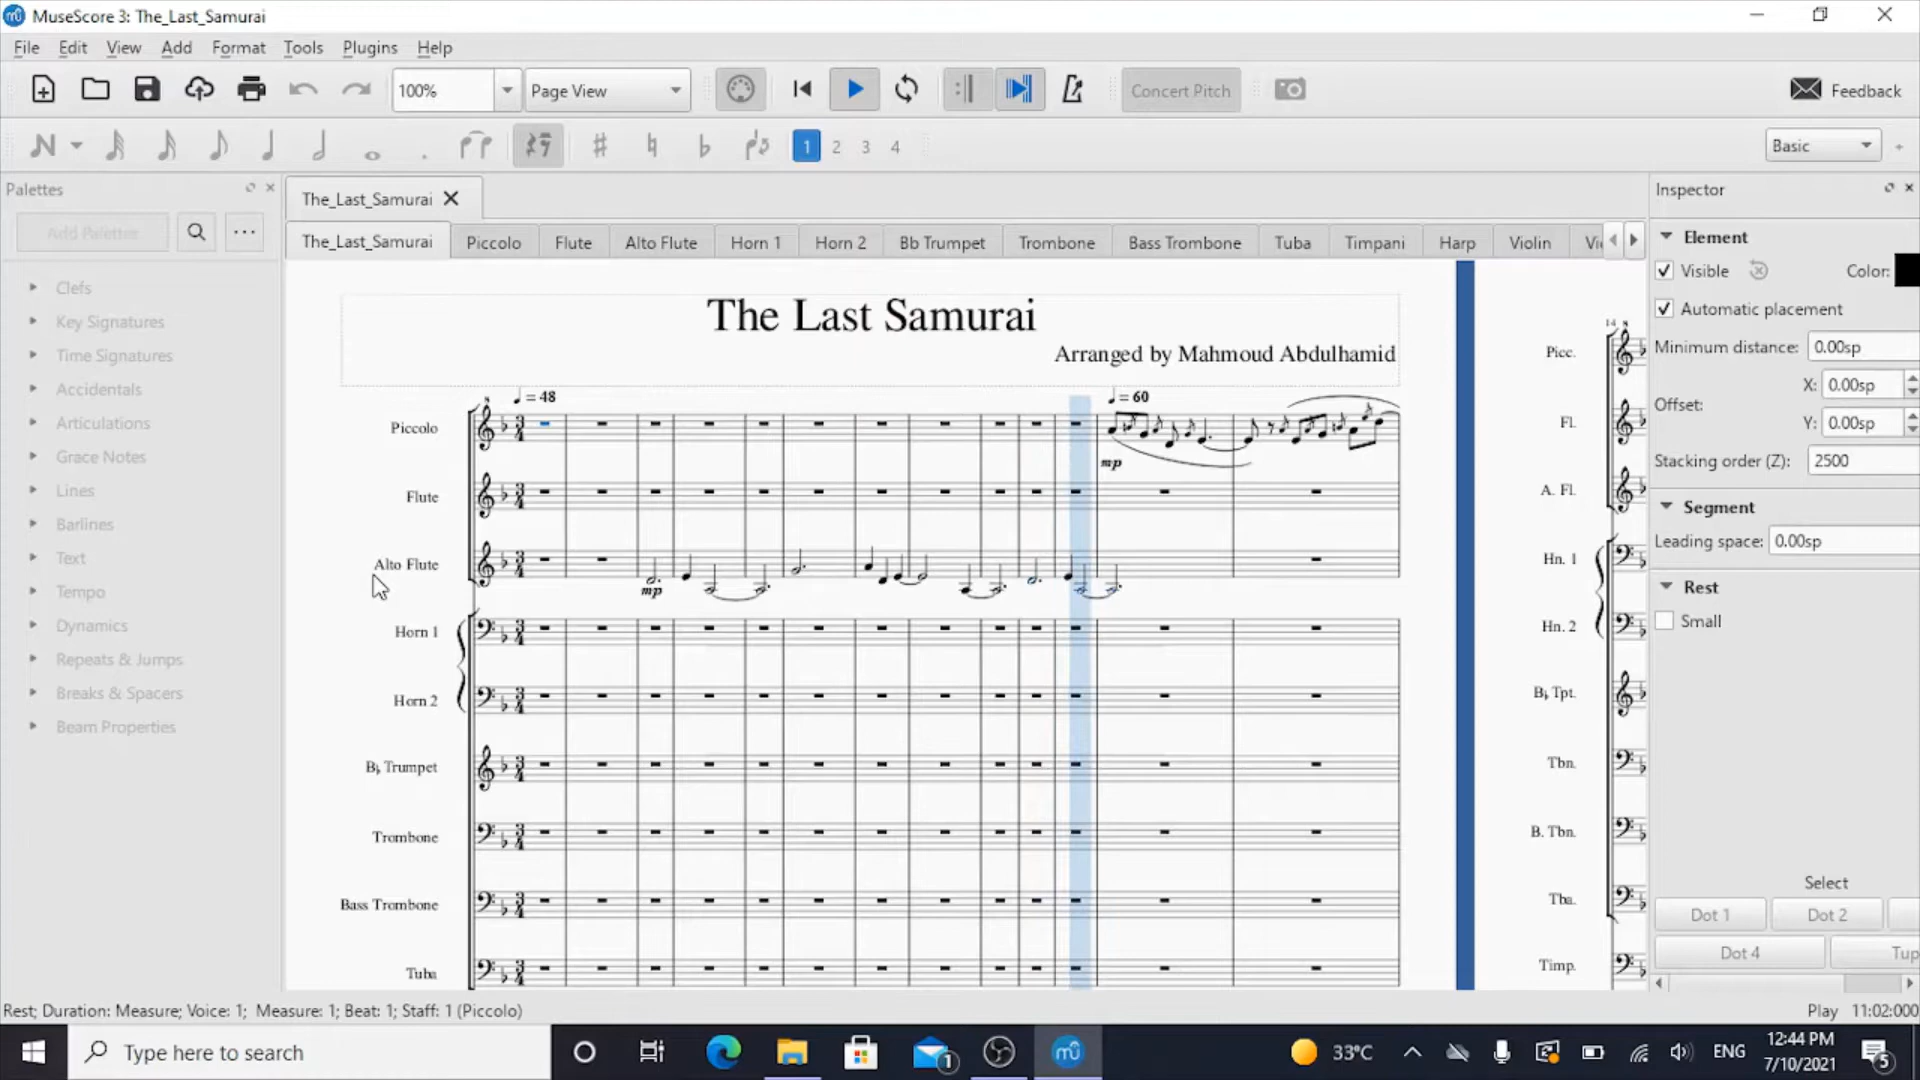 MuseScore 3: The_Last_Samurai
File Edit View Add Format Tools Plugins Help
100% Page View Concert Pitch Feedback
1 2 3 4 Basic
Palettes
Add Palettes
Clefs
Key Signatures
Time Signatures
Accidentals
Articulations
Grace Notes
Lines
Barlines
Text
Tempo
Dynamics
Repeats & Jumps
Breaks & Spacers
Beam Properties
The_Last_Samurai
The_Last_Samurai Piccolo Flute Alto Flute Horn 1 Horn 2 Bb Trumpet Trombone Bass Trombone Tuba Timpani Harp Violin
The Last Samurai
Arranged by Mahmoud Abdulhamid
= 48
= 60
Piccolo
mp
Flute
Alto Flute
mp
Horn 1
Horn 2
B♭ Trumpet
Trombone
Bass Trombone
Tuba
14
Picc.
Fl.
A. Fl.
Hn. 1
Hn. 2
B♭ Tpt.
Tbn.
B. Tbn.
Tba.
Timp.
Inspector
Element
Visible Color:
Automatic placement
Minimum distance: 0.00sp
X: 0.00sp
Offset:
Y: 0.00sp
Stacking order (Z): 2500
Segment
Leading space: 0.00sp
Rest
Small
Select
Dot 1 Dot 2
Dot 4 Tup
Rest; Duration: Measure; Voice: 1; Measure: 1; Beat: 1; Staff: 1 (Piccolo) Play 11:02:000
Type here to search
1
33°C ENG 12:44 PM
7/10/2021
5